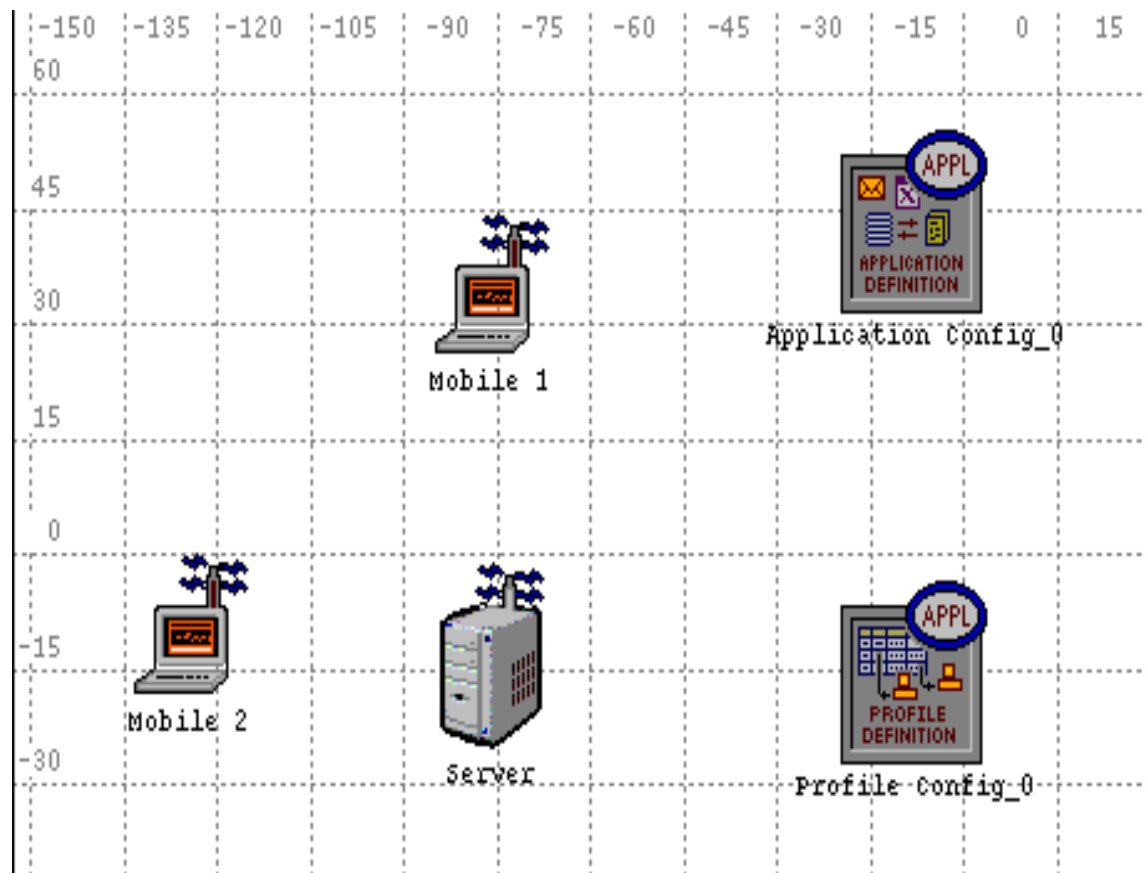 -150 -135 -120 -105 -90 -75 -60 -45 -30 -15 0 15
60
APPL
45
APPLICATION
DEFINITION
30
Application Config_0
Mobile 1
15
0
APPL
-15
Mobile 2
PROFILE
DEFINITION
-30
Server
Profile Config_0